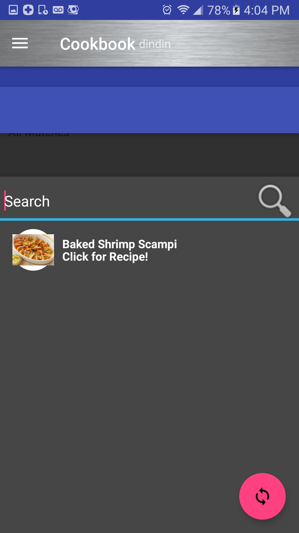 78% 4:04 PM
Cookbook dindin
Search
Baked Shrimp Scampi
Click for Recipe!